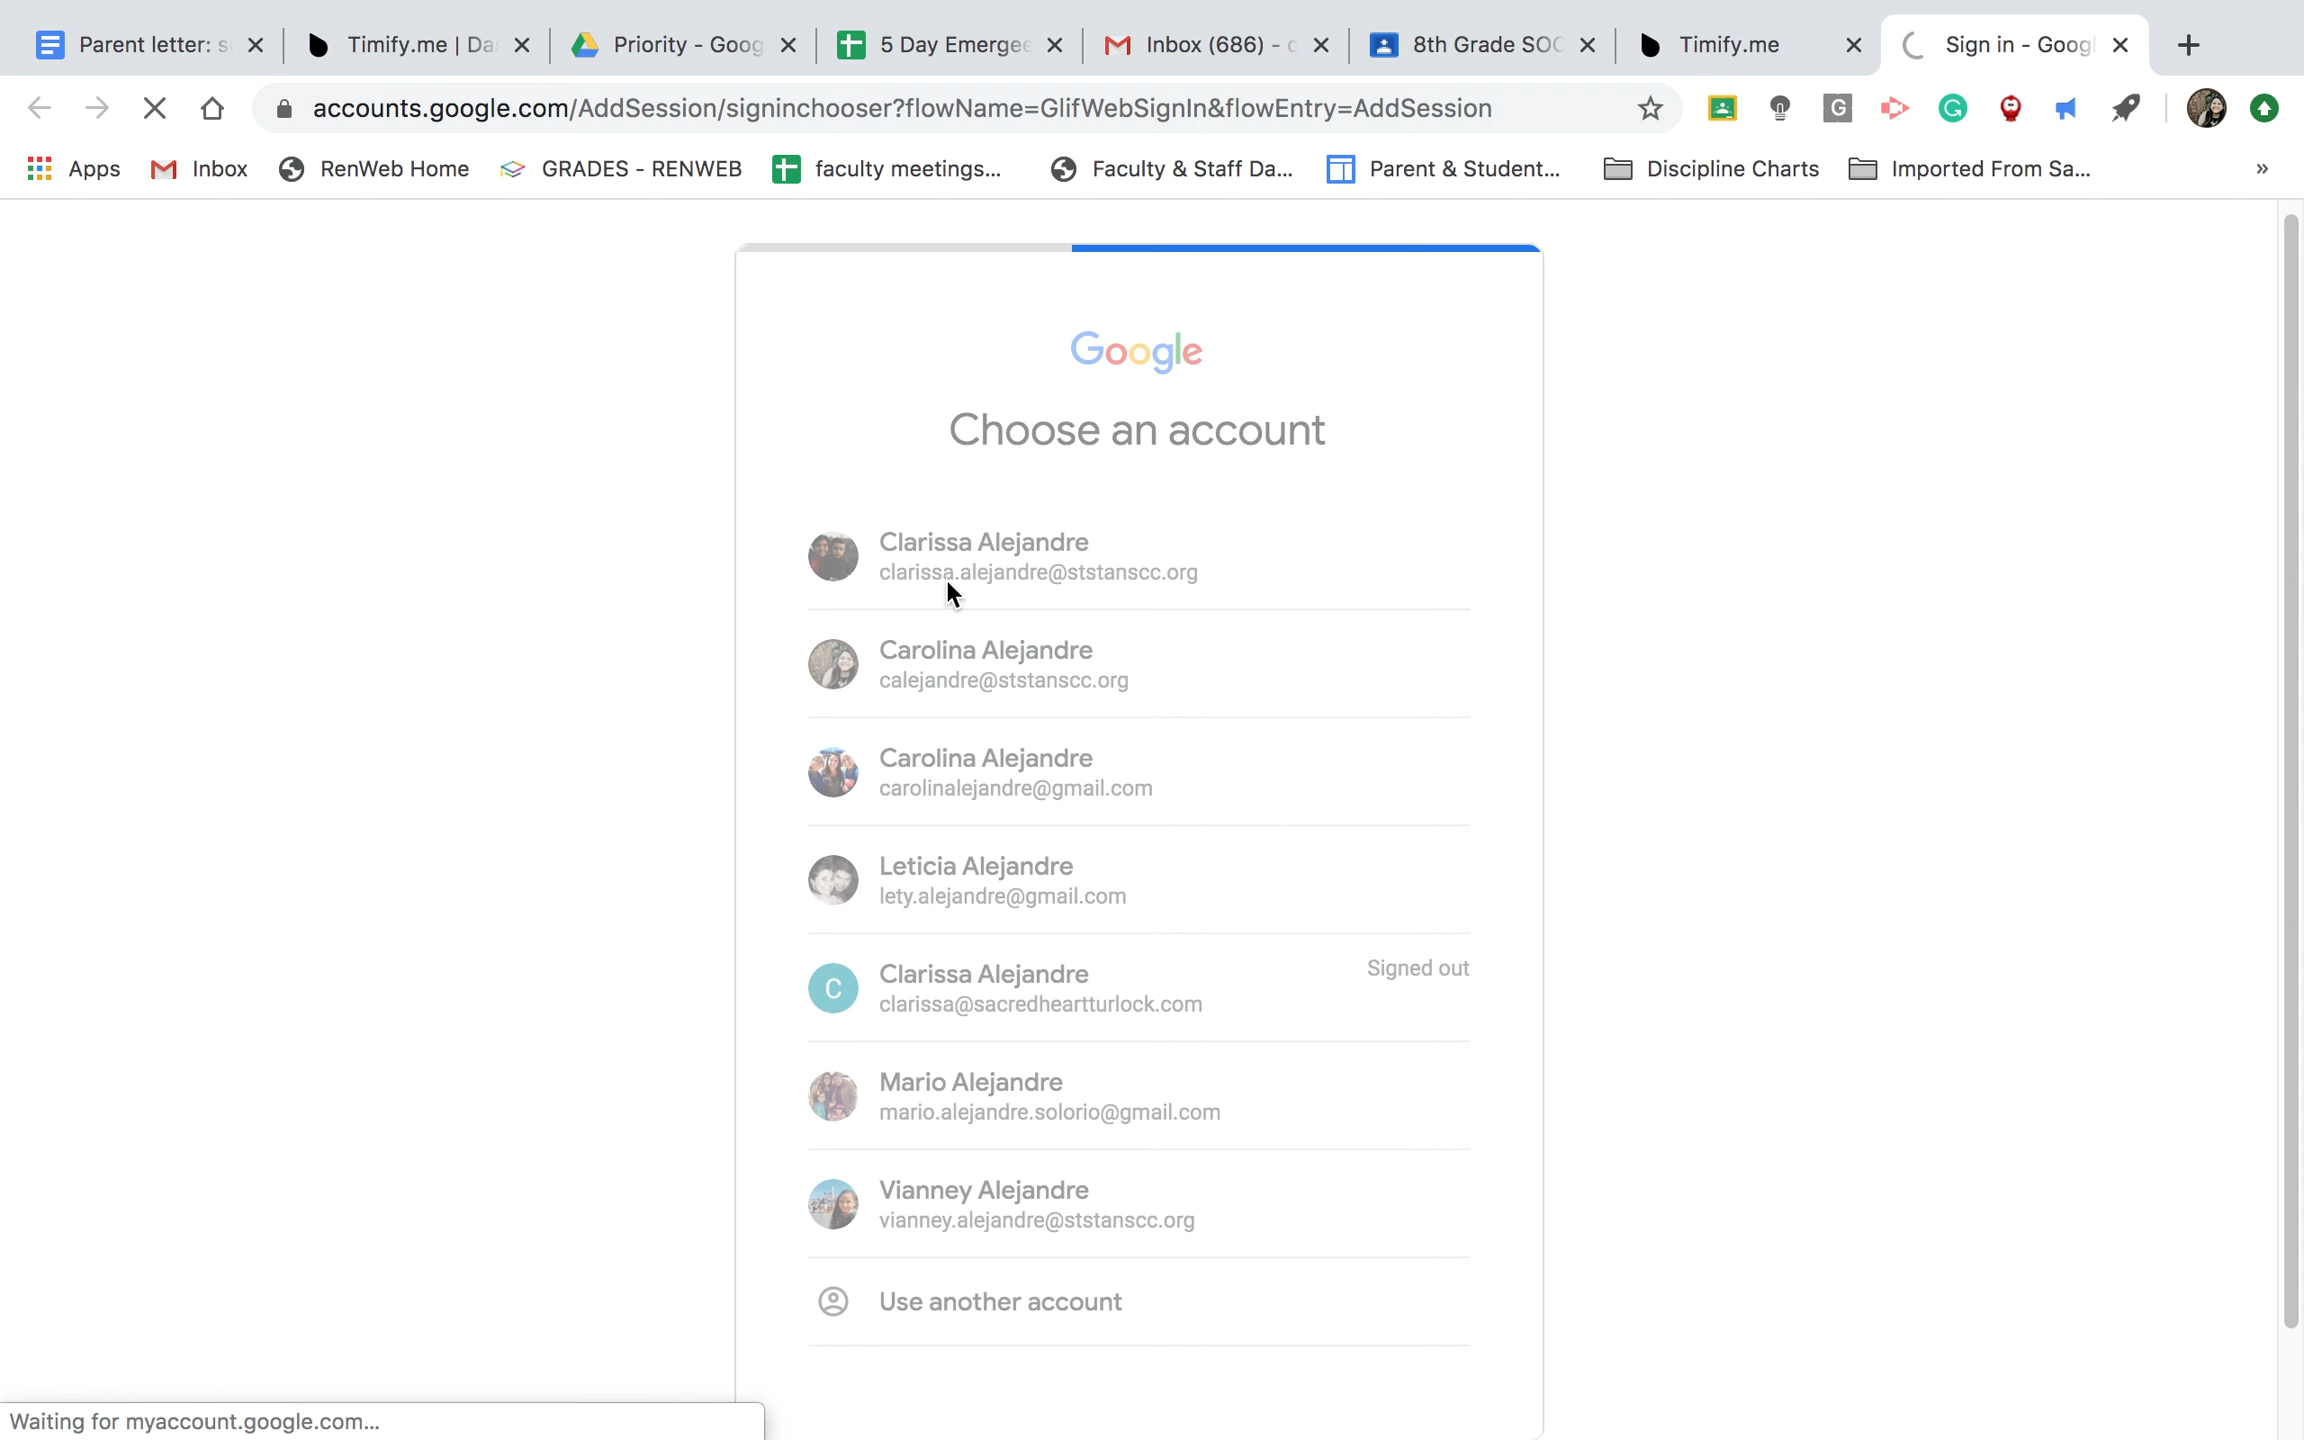 Parent letter: s
Timify.me | Da
Priority - Goog
5 Day Emerge
Inbox (686) - c
8th Grade SOC
Timify.me
Sign in - Googl
accounts.google.com/AddSession/signinchooser?flowName=GlifWebSignIn&flowEntry=AddSession
Apps
Inbox
RenWeb Home
GRADES - RENWEB
faculty meetings...
Faculty & Staff Da...
Parent & Student...
Discipline Charts
Imported From Sa...
»
Google
Choose an account
Clarissa Alejandre
clarissa.alejandre@ststanscc.org
Carolina Alejandre
calejandre@ststanscc.org
Carolina Alejandre
carolinalejandre@gmail.com
Leticia Alejandre
lety.alejandre@gmail.com
C
Clarissa Alejandre
Signed out
clarissa@sacredheartturlock.com
Mario Alejandre
mario.alejandre.solorio@gmail.com
Vianney Alejandre
vianney.alejandre@ststanscc.org
Use another account
Waiting for myaccount.google.com...